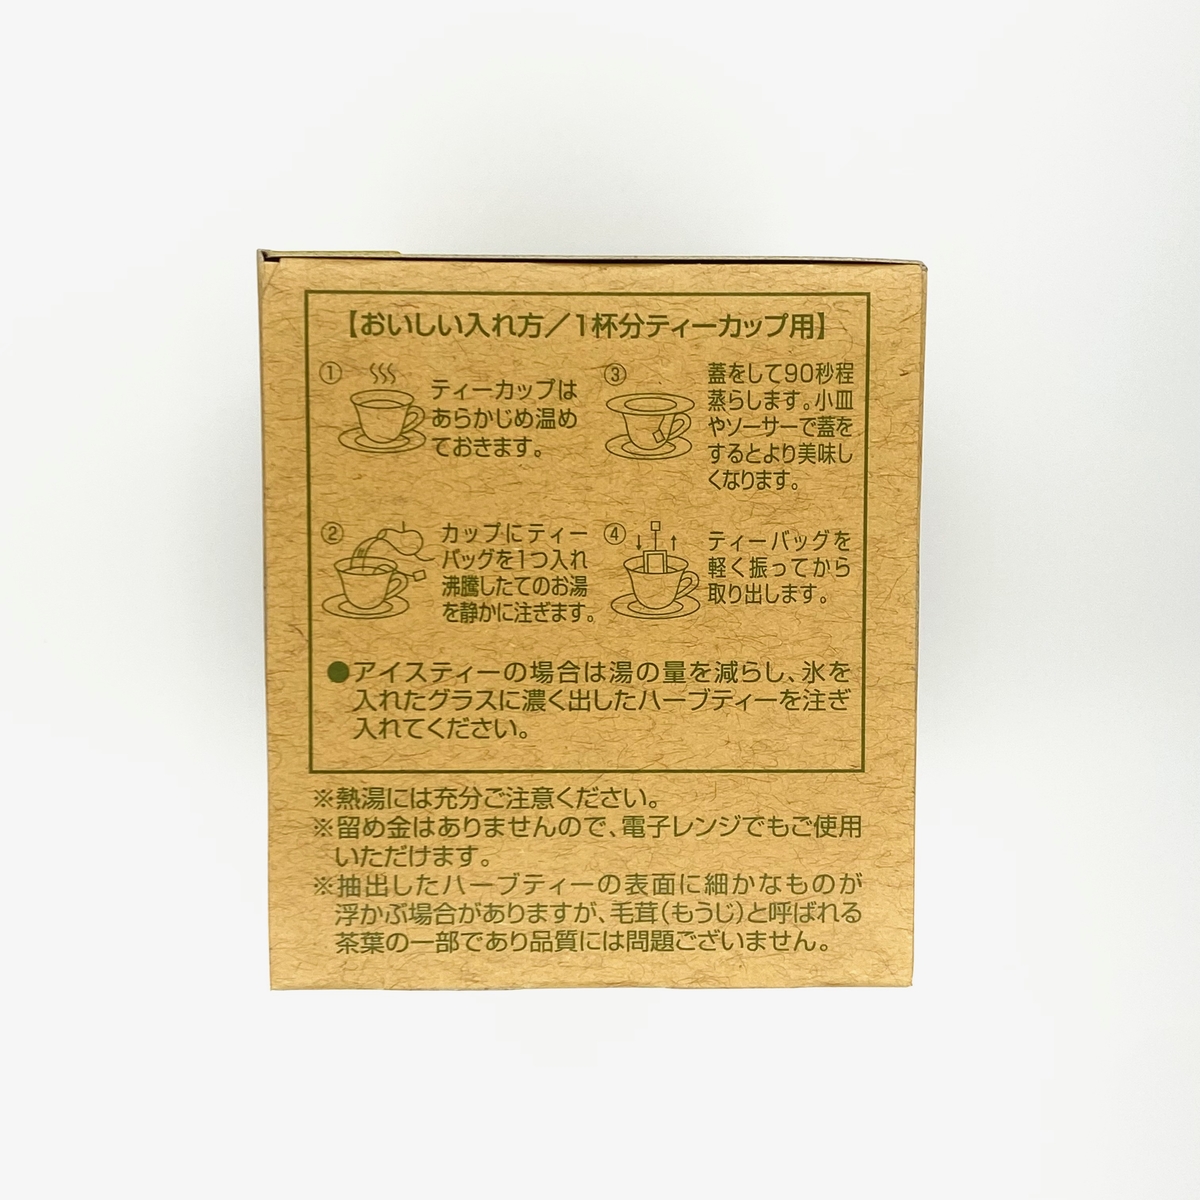 【おいしい入れ方／1杯分ティーカップ用】
①
ティーカップは
あらかじめ温め
ておきます。
②
カップにティー
バッグを1つ入れ
沸騰したてのお湯
を静かに注ぎます。
③
蓋をして90秒程
蒸らします。小皿
やソーサーで蓋を
するとより美味し
くなります。
④
ティーバッグを
軽く振ってから
取り出します。
●アイスティーの場合は湯の量を減らし、氷を
入れたグラスに濃く出したハーブティーを注ぎ
入れてください。
※熱湯には充分ご注意ください。
※留め金はありませんので、電子レンジでもご使用
いただけます。
※抽出したハーブティーの表面に細かなものが
浮かぶ場合がありますが、毛茸（もうじ）と呼ばれる
茶葉の一部であり品質には問題ございません。